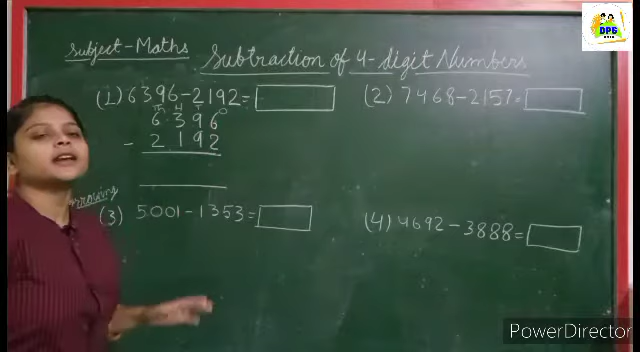 Subject-Maths
Subtraction of 4-digit Numbers
(1) 6396-2192=
Th H T O
6 3 9 6
- 2 1 9 2
(2) 7468-2157=
(3) 5001-1353=
(4) 4692-3888=
DPS
PowerDirector